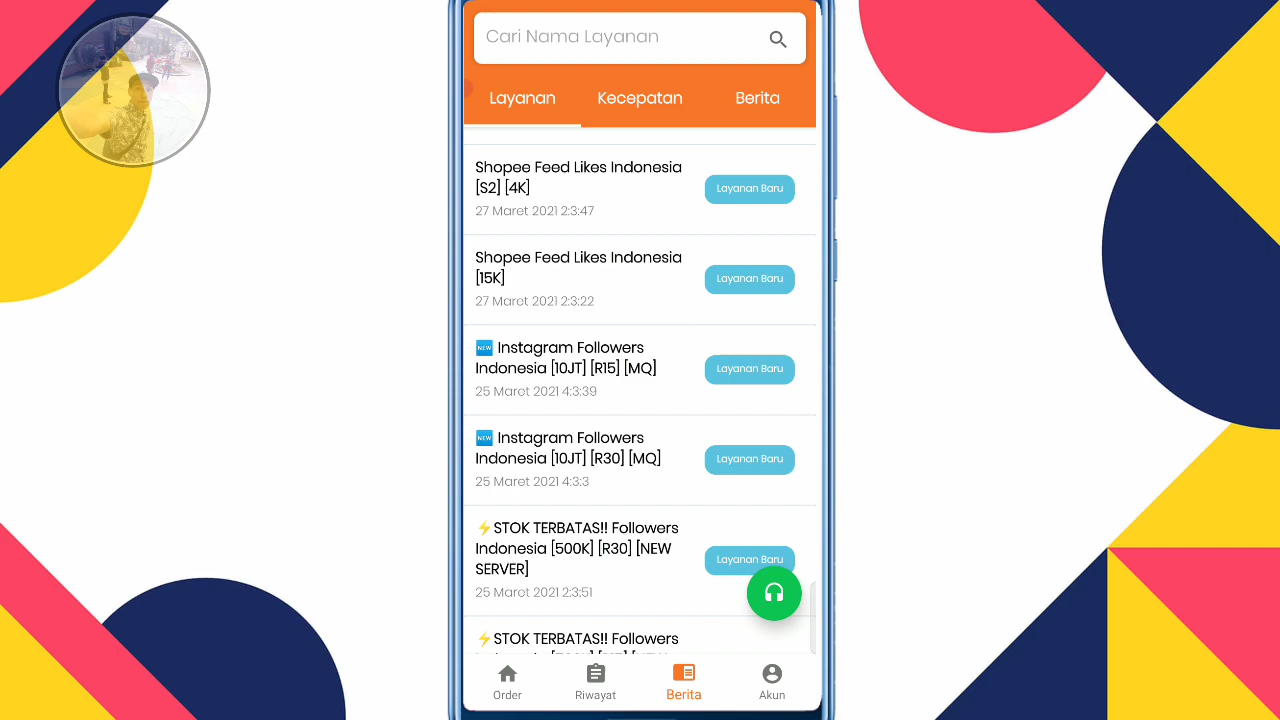 Cari Nama Layanan
Layanan Kecepatan Berita
Shopee Feed Likes Indonesia
[S2] [4K]
Layanan Baru
27 Maret 2021 2:3:47
Shopee Feed Likes Indonesia
[15K]
Layanan Baru
27 Maret 2021 2:3:22
🆕 Instagram Followers
Indonesia [10JT] [R15] [MQ]
Layanan Baru
25 Maret 2021 4:3:39
🆕 Instagram Followers
Indonesia [10JT] [R30] [MQ]
Layanan Baru
25 Maret 2021 4:3:3
⚡STOK TERBATAS!! Followers
Indonesia [500K] [R30] [NEW
SERVER]
Layanan Baru
25 Maret 2021 2:3:51
⚡STOK TERBATAS!! Followers
Order Riwayat Berita Akun